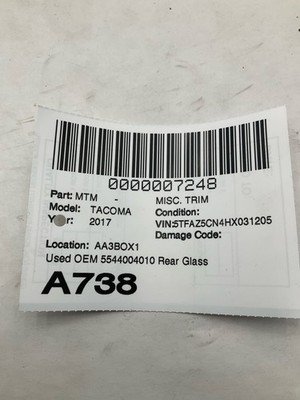 0000007248
Part: MTM - MISC. TRIM
Model: TACOMA Condition:
Year: 2017 VIN:5TFAZ5CN4HX031205
Damage Code:
Location: AA3BOX1
Used OEM 5544004010 Rear Glass
A738